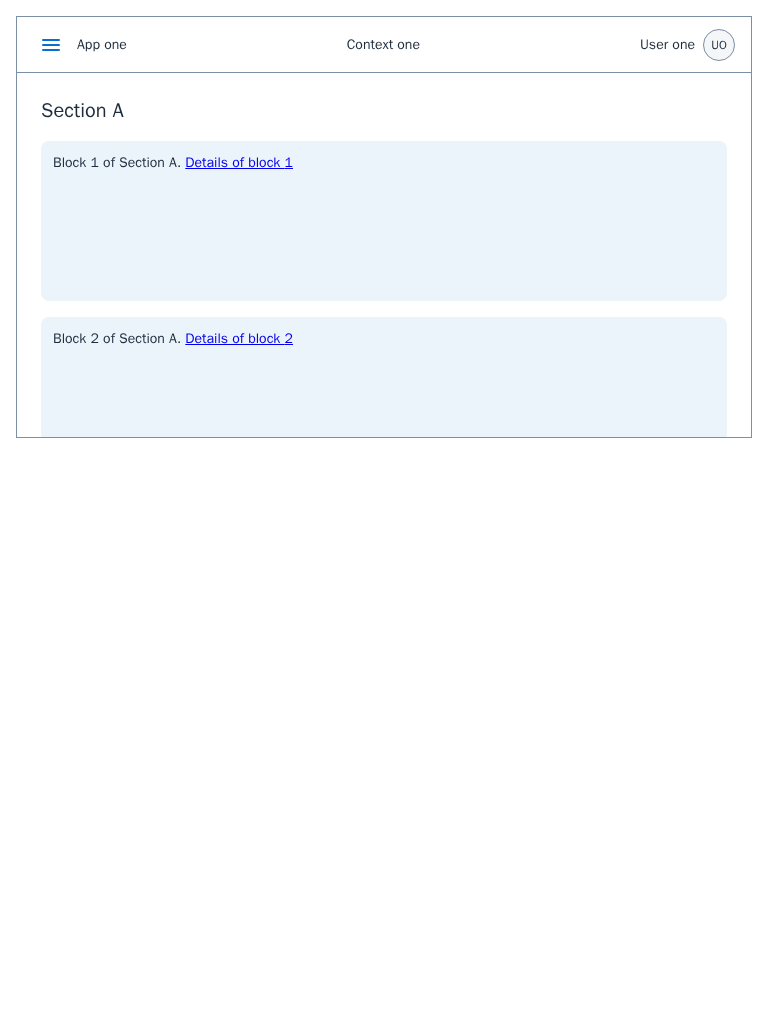 App one Context one User one UO
Section A
Block 1 of Section A. Details of block 1
Block 2 of Section A. Details of block 2